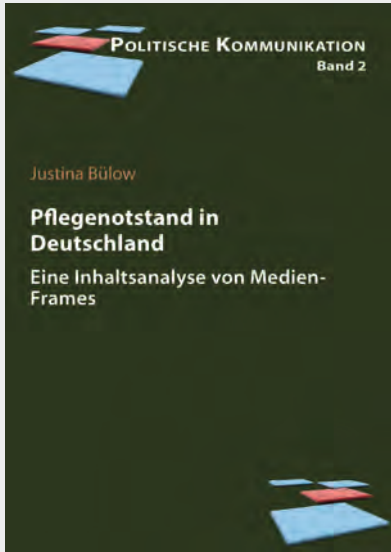 POLITISCHE KOMMUNIKATION
Band 2
Justina Bülow
Pflegenotstand in
Deutschland
Eine Inhaltsanalyse von Medien-
Frames